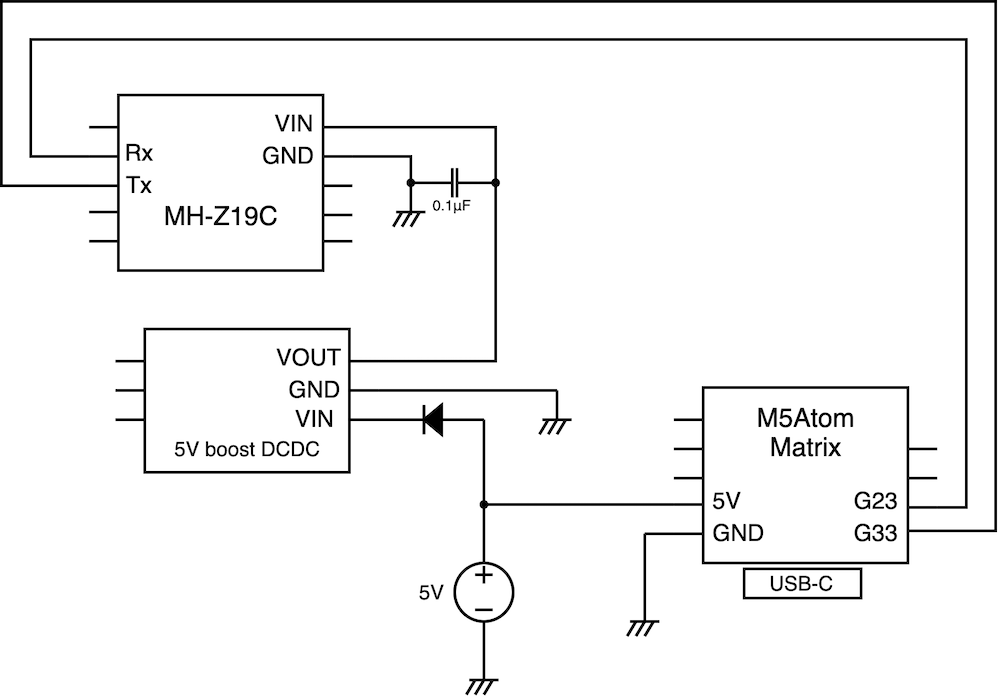 VIN
Rx
GND
Tx
MH-Z19C
0.1µF
VOUT
GND
VIN
5V boost DCDC
M5Atom
Matrix
5V
G23
GND
G33
USB-C
5V
+
−